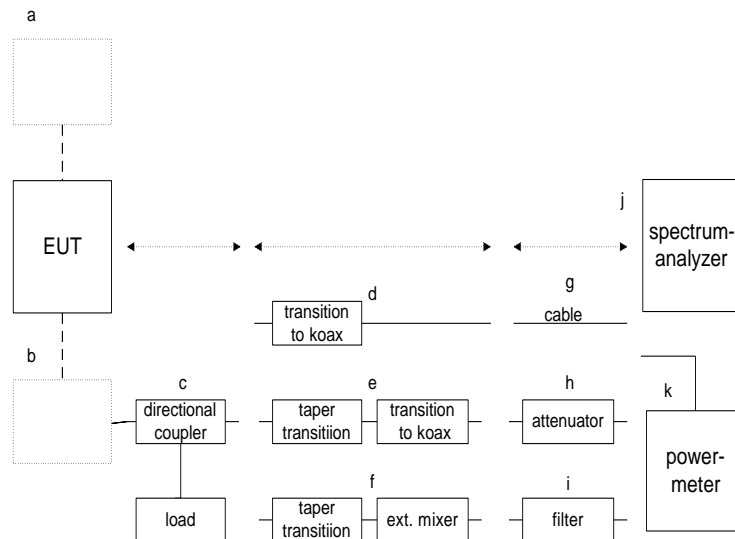 a
j
EUT
spectrum-
analyzer
d
g
transition
to koax
cable
b
c
e
h
k
directional
coupler
taper
transitiion
transition
to koax
attenuator
power-
meter
f
i
load
taper
transitiion
ext. mixer
filter